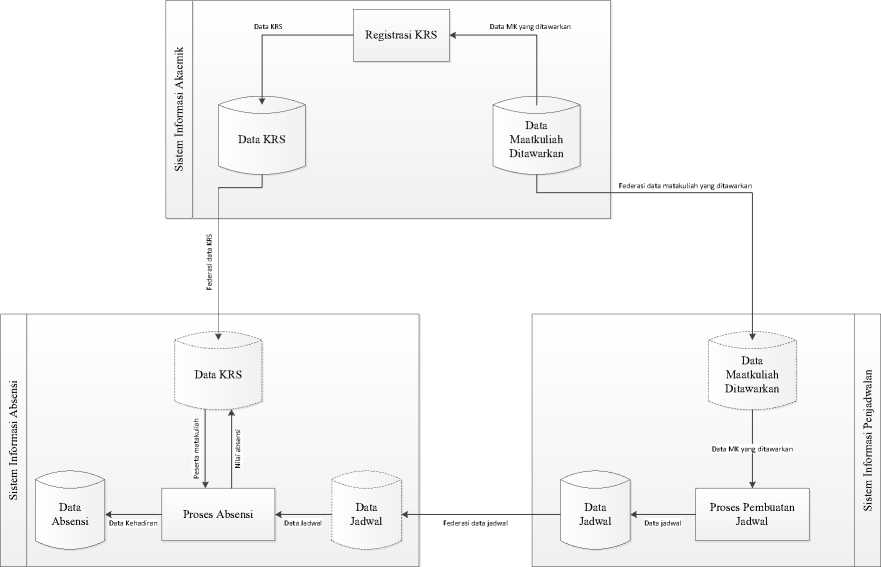 Sistem Informasi Akaemik
Data KRS
Registrasi KRS
Data MK yang ditawarkan
Data KRS
Data
Maatkuliah
Ditawarkan
Federasi data matakuliah yang ditawarkan
Federasi data KRS
Sistem Informasi Absensi
Data KRS
Peserta matakuliah
Nilai absensi
Data
Absensi
Data Kehadiran
Proses Absensi
Data Jadwal
Data
Jadwal
Federasi data jadwal
Sistem Informasi Penjadwalan
Data
Maatkuliah
Ditawarkan
Data MK yang ditawarkan
Data
Jadwal
Data jadwal
Proses Pembuatan
Jadwal